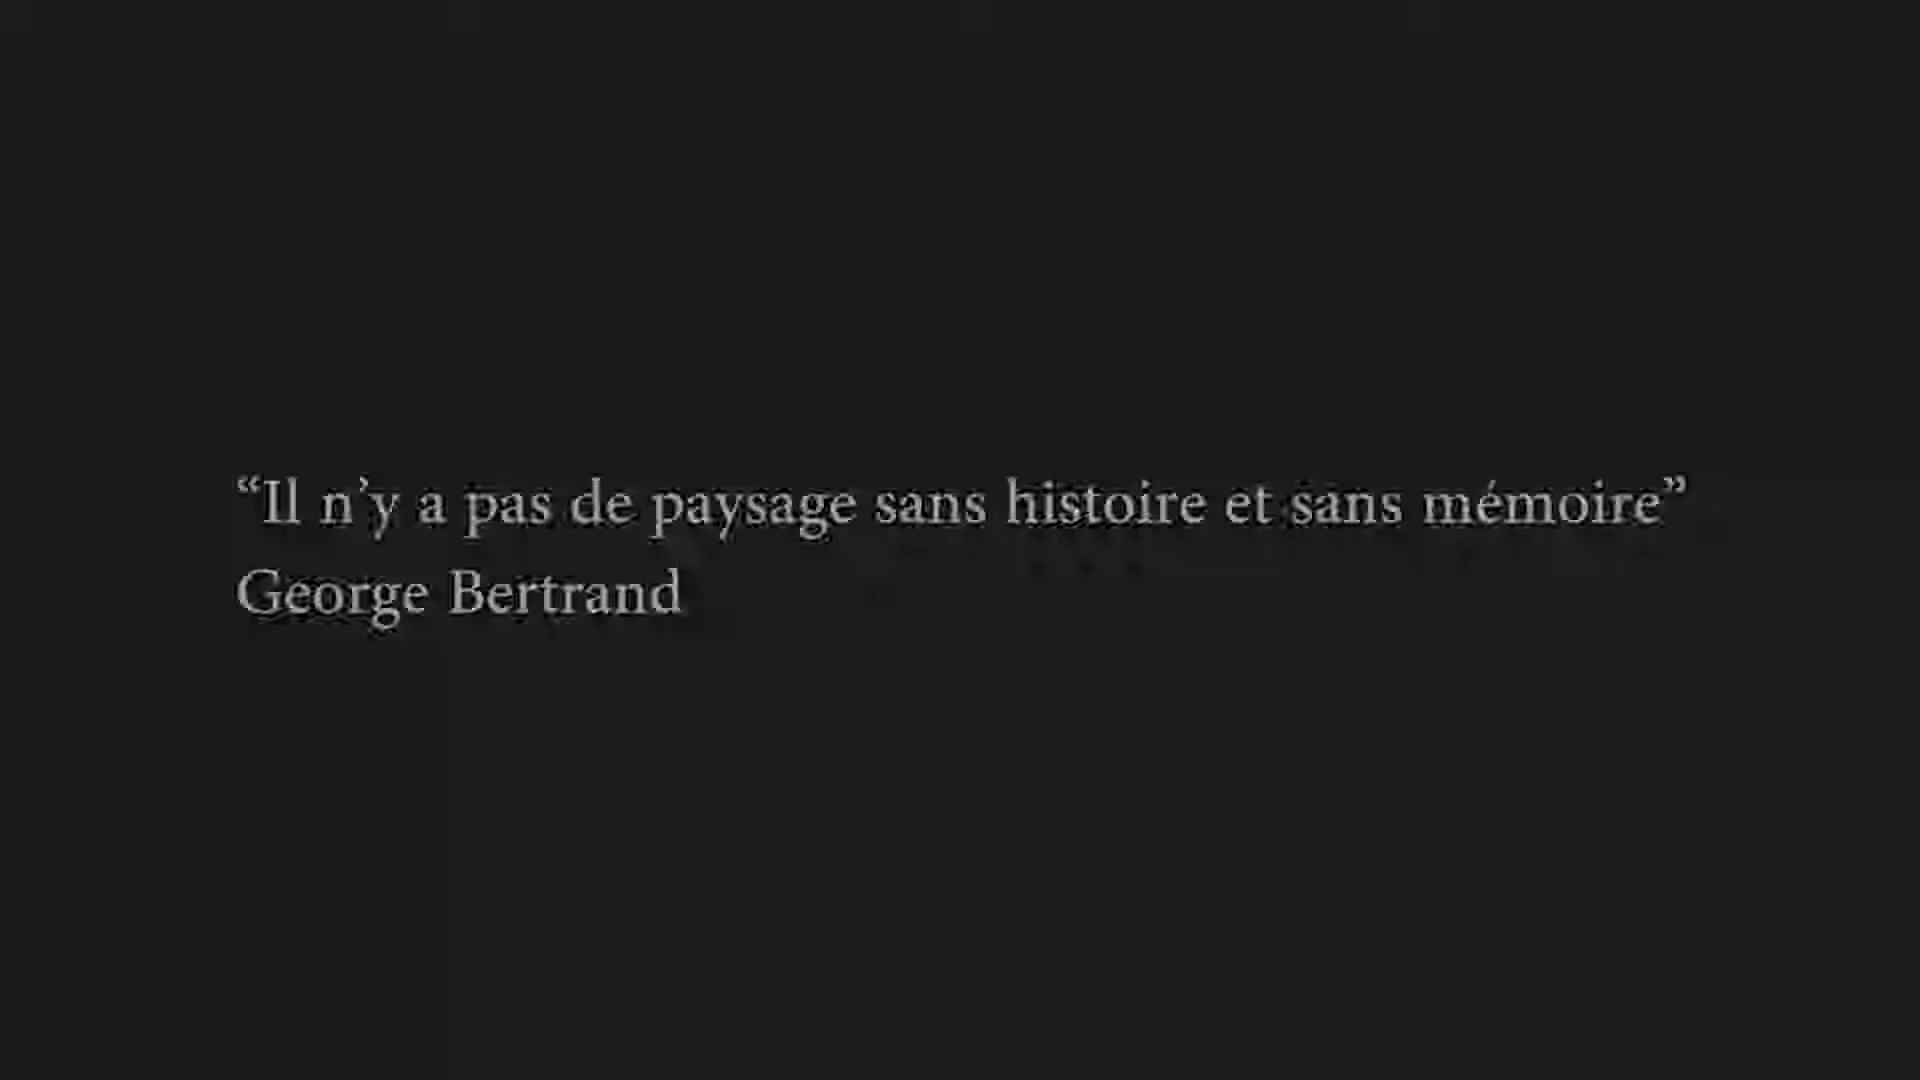 “Il n’y a pas de paysage sans histoire et sans mémoire”
George Bertrand